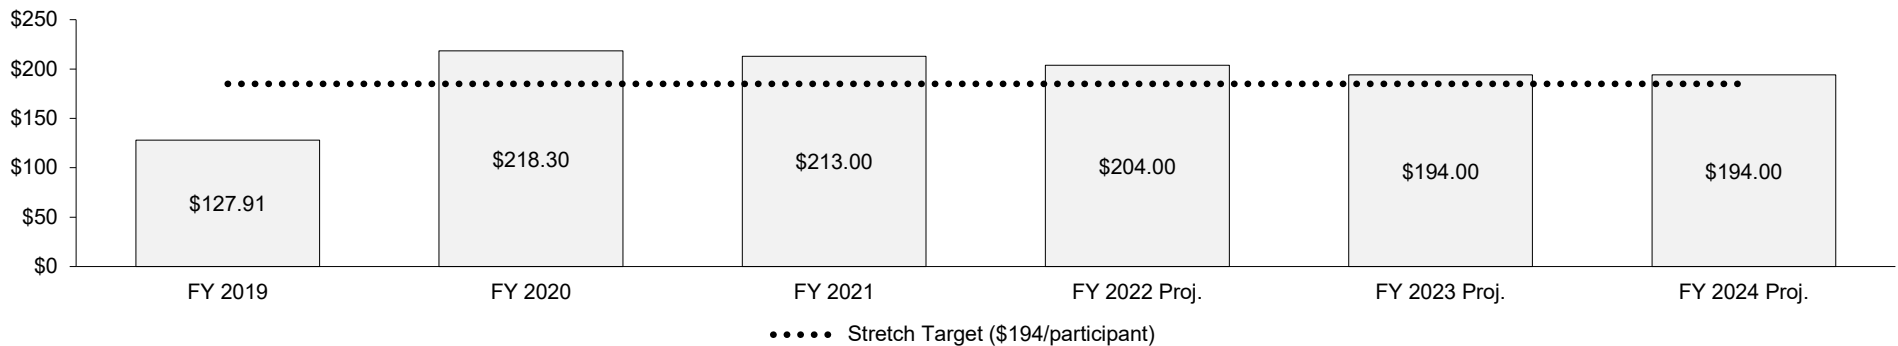 $250
$200
$150
$100
$50
$0
$127.91
$218.30
$213.00
$204.00
$194.00
$194.00
FY 2019
FY 2020
FY 2021
FY 2022 Proj.
FY 2023 Proj.
FY 2024 Proj.
Stretch Target ($194/participant)